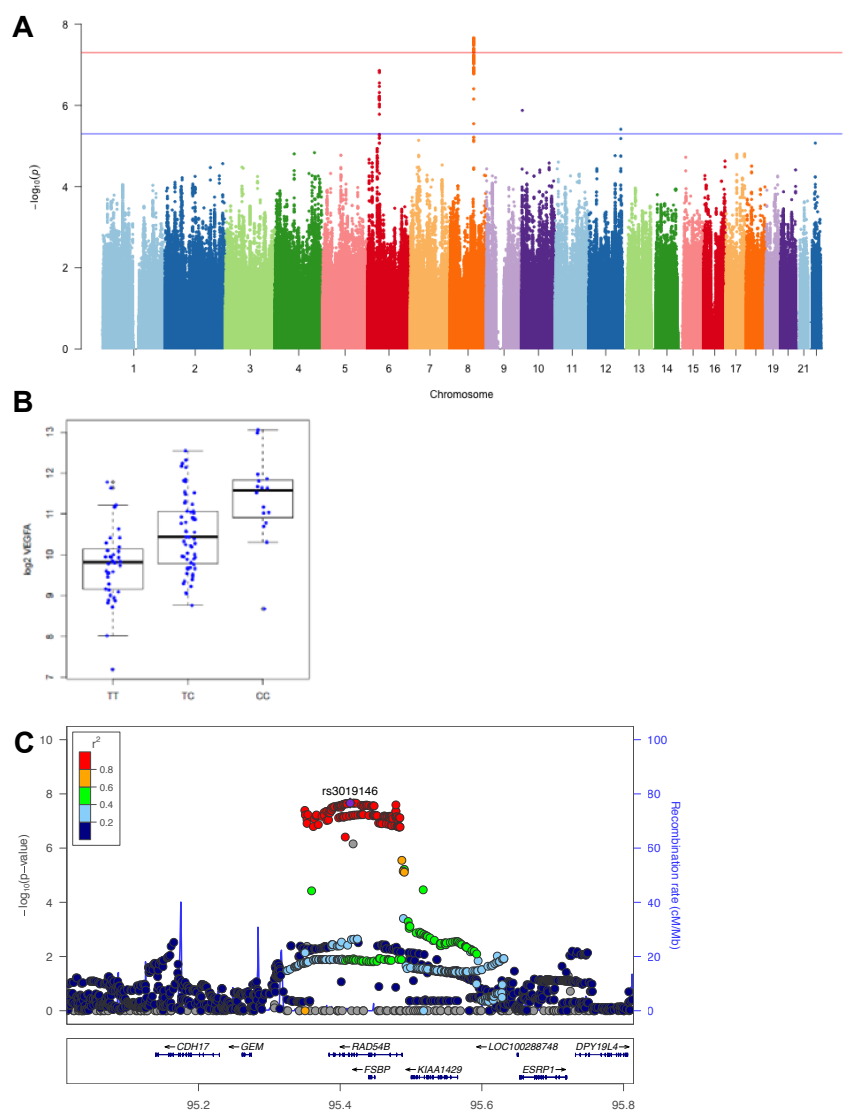 A
8
6
4
2
0
−log10(p)
1 2 3 4 5 6 7 8 9 10 11 12 13 14 15 16 17 19 21
Chromosome
B
13
12
11
10
9
8
7
log2 VEGFA
TT TC CC
C
r2
0.8
0.6
0.4
0.2
rs3019146
10
8
6
4
2
0
−log10(p−value)
100
80
60
40
20
0
Recombination rate (cM/Mb)
←CDH17 ←GEM ←RAD54B ←LOC100288748 DPY19L4→
←FSBP ←KIAA1429 ESRP1→
95.2 95.4 95.6 95.8